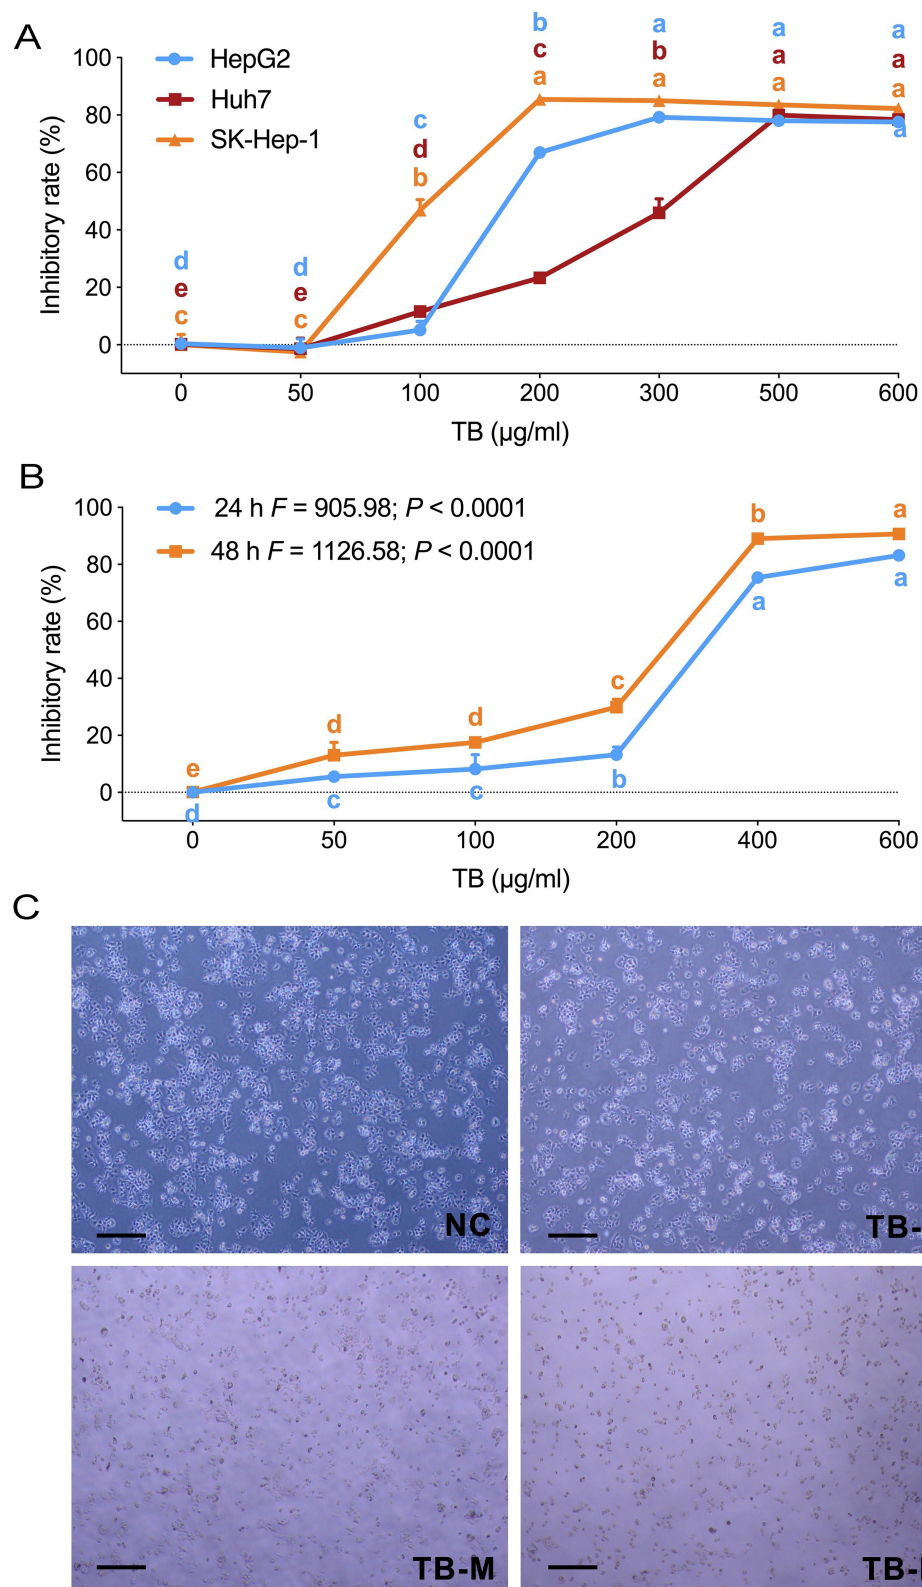 A
b a a a
c b a a
a a a a
100
HepG2
Huh7
SK-Hep-1
80
60
40
20
0
Inhibitory rate (%)
c
d
b
a
d d
e e
c c
0 50 100 200 300 500 600
TB (µg/ml)
B
100
24 h F = 905.98; P < 0.0001
48 h F = 1126.58; P < 0.0001
80
60
40
20
0
Inhibitory rate (%)
b a
a a
c
d d
e
b
c c
d
0 50 100 200 400 600
TB (µg/ml)
C
NC
TB-
TB-M
TB-